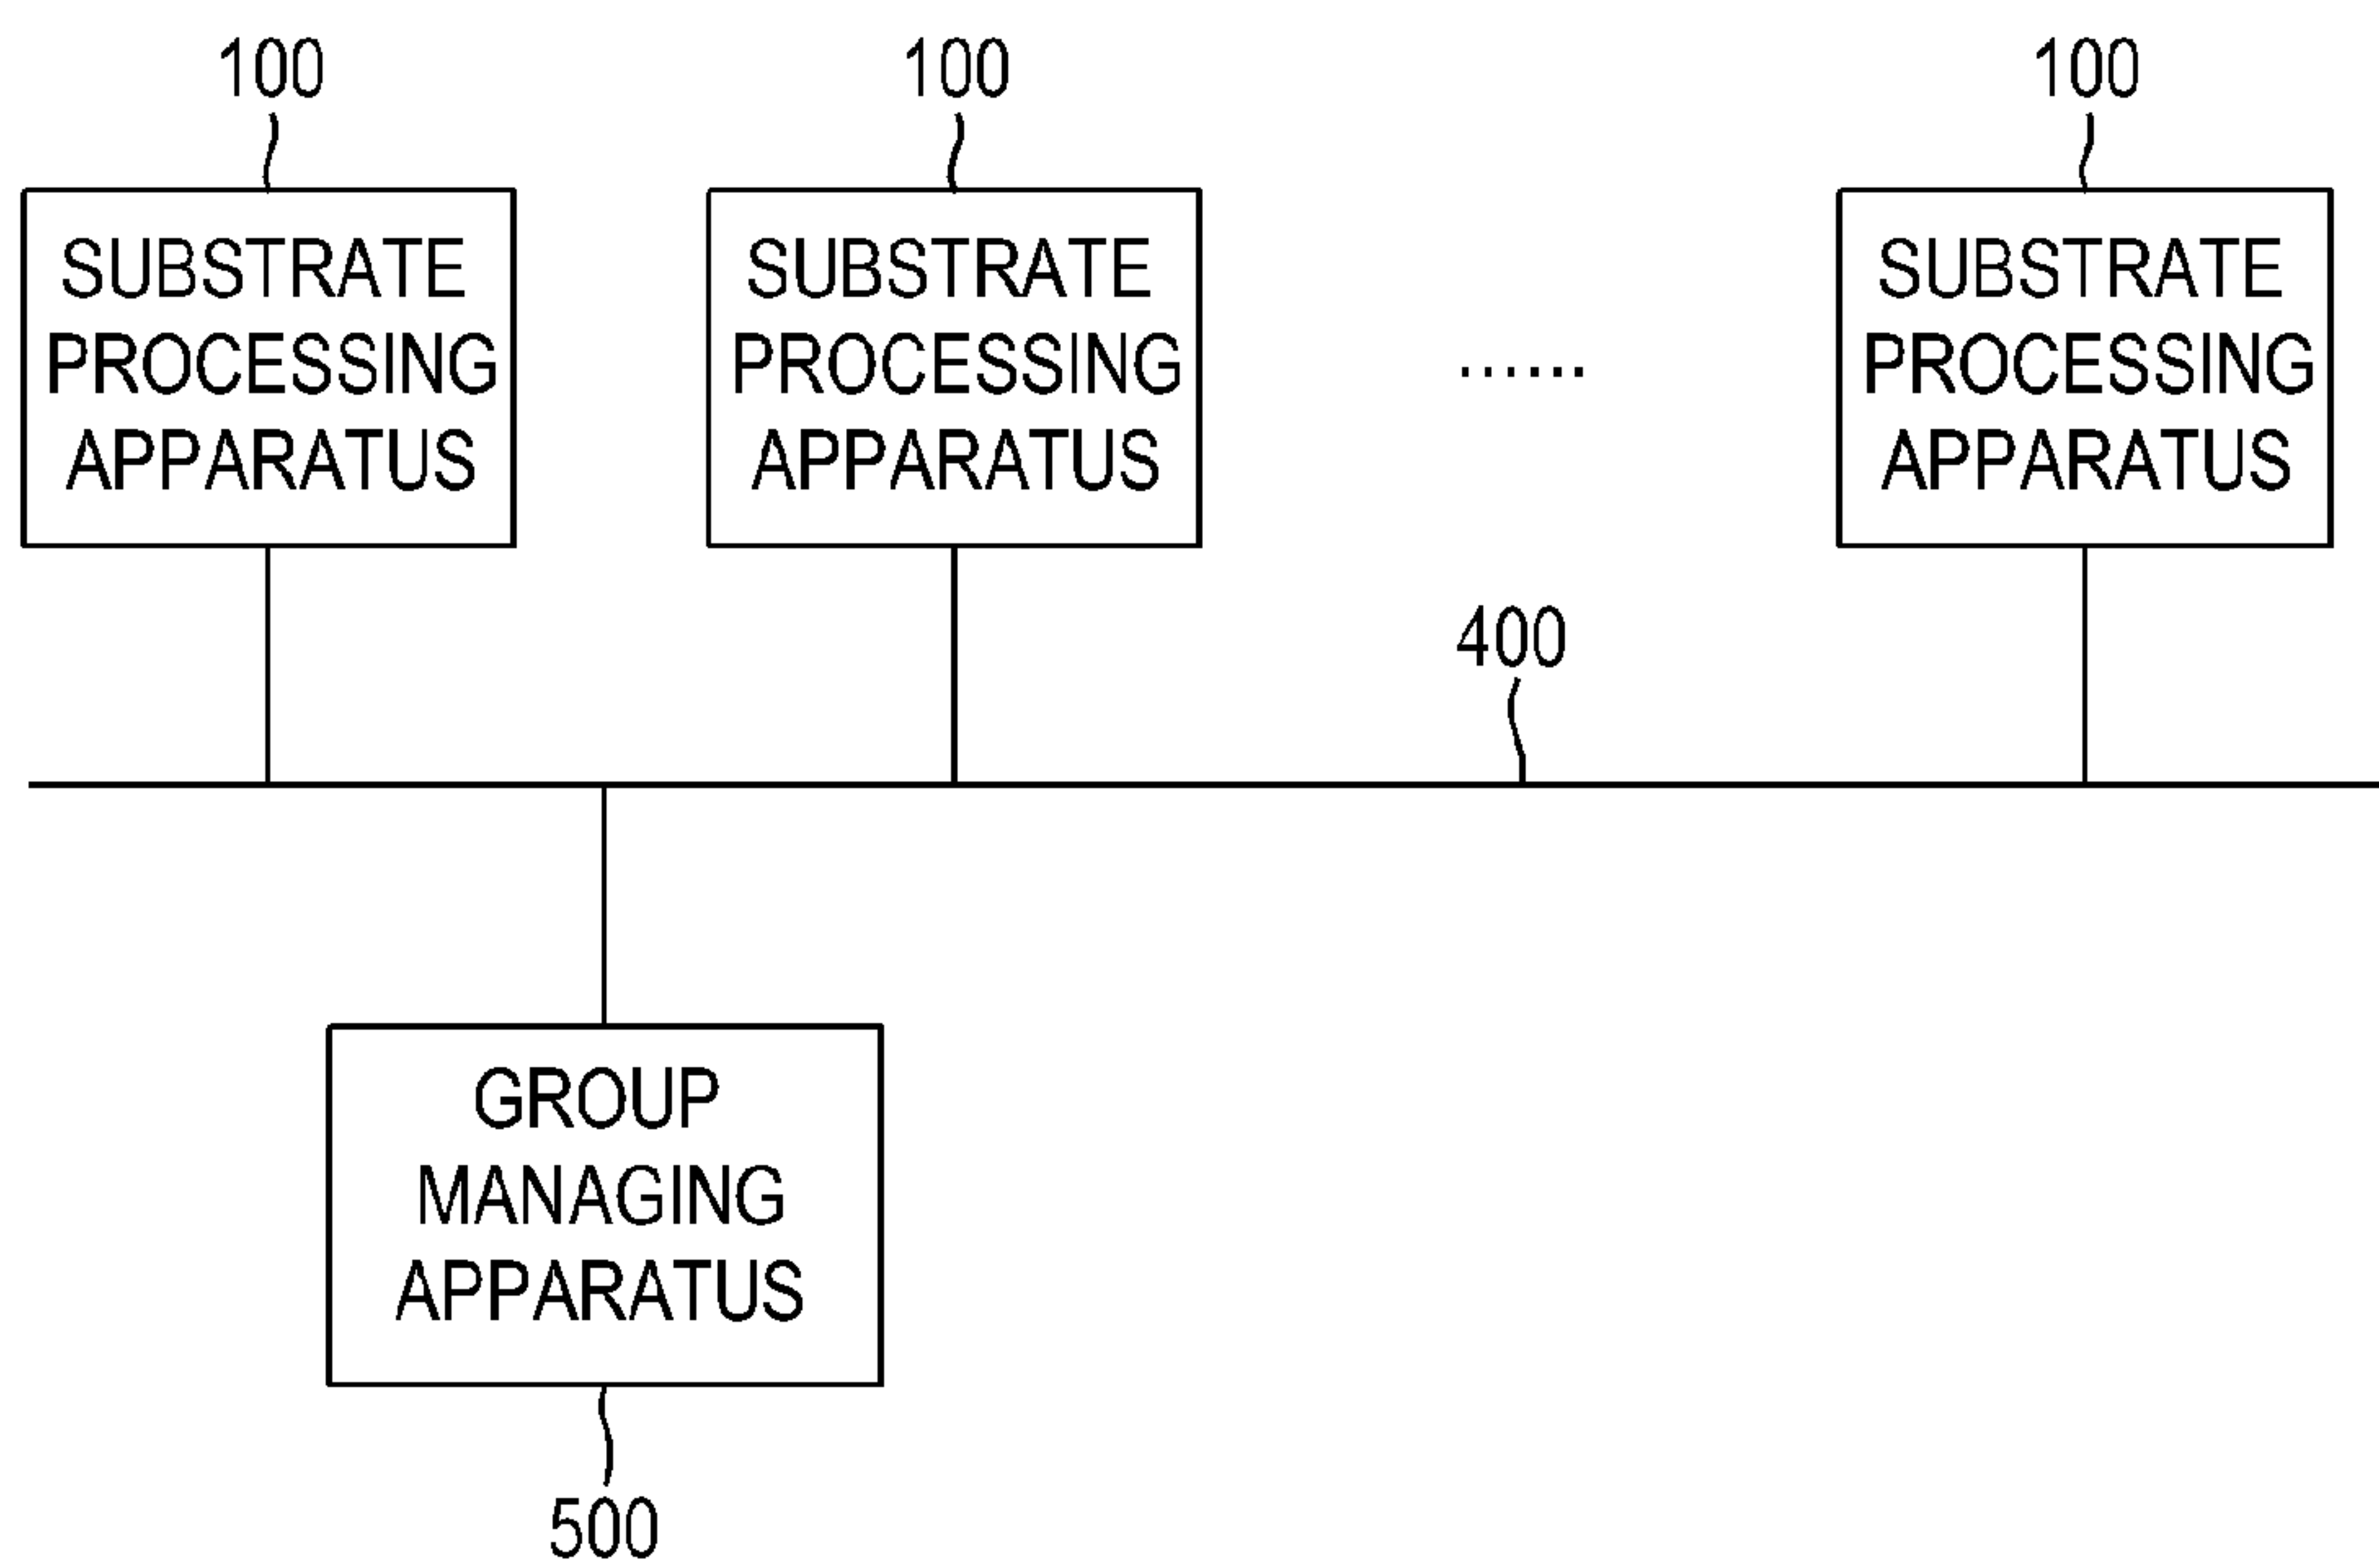 100
100
100
SUBSTRATE
PROCESSING
APPARATUS
SUBSTRATE
PROCESSING
APPARATUS
......
SUBSTRATE
PROCESSING
APPARATUS
400
GROUP
MANAGING
APPARATUS
500